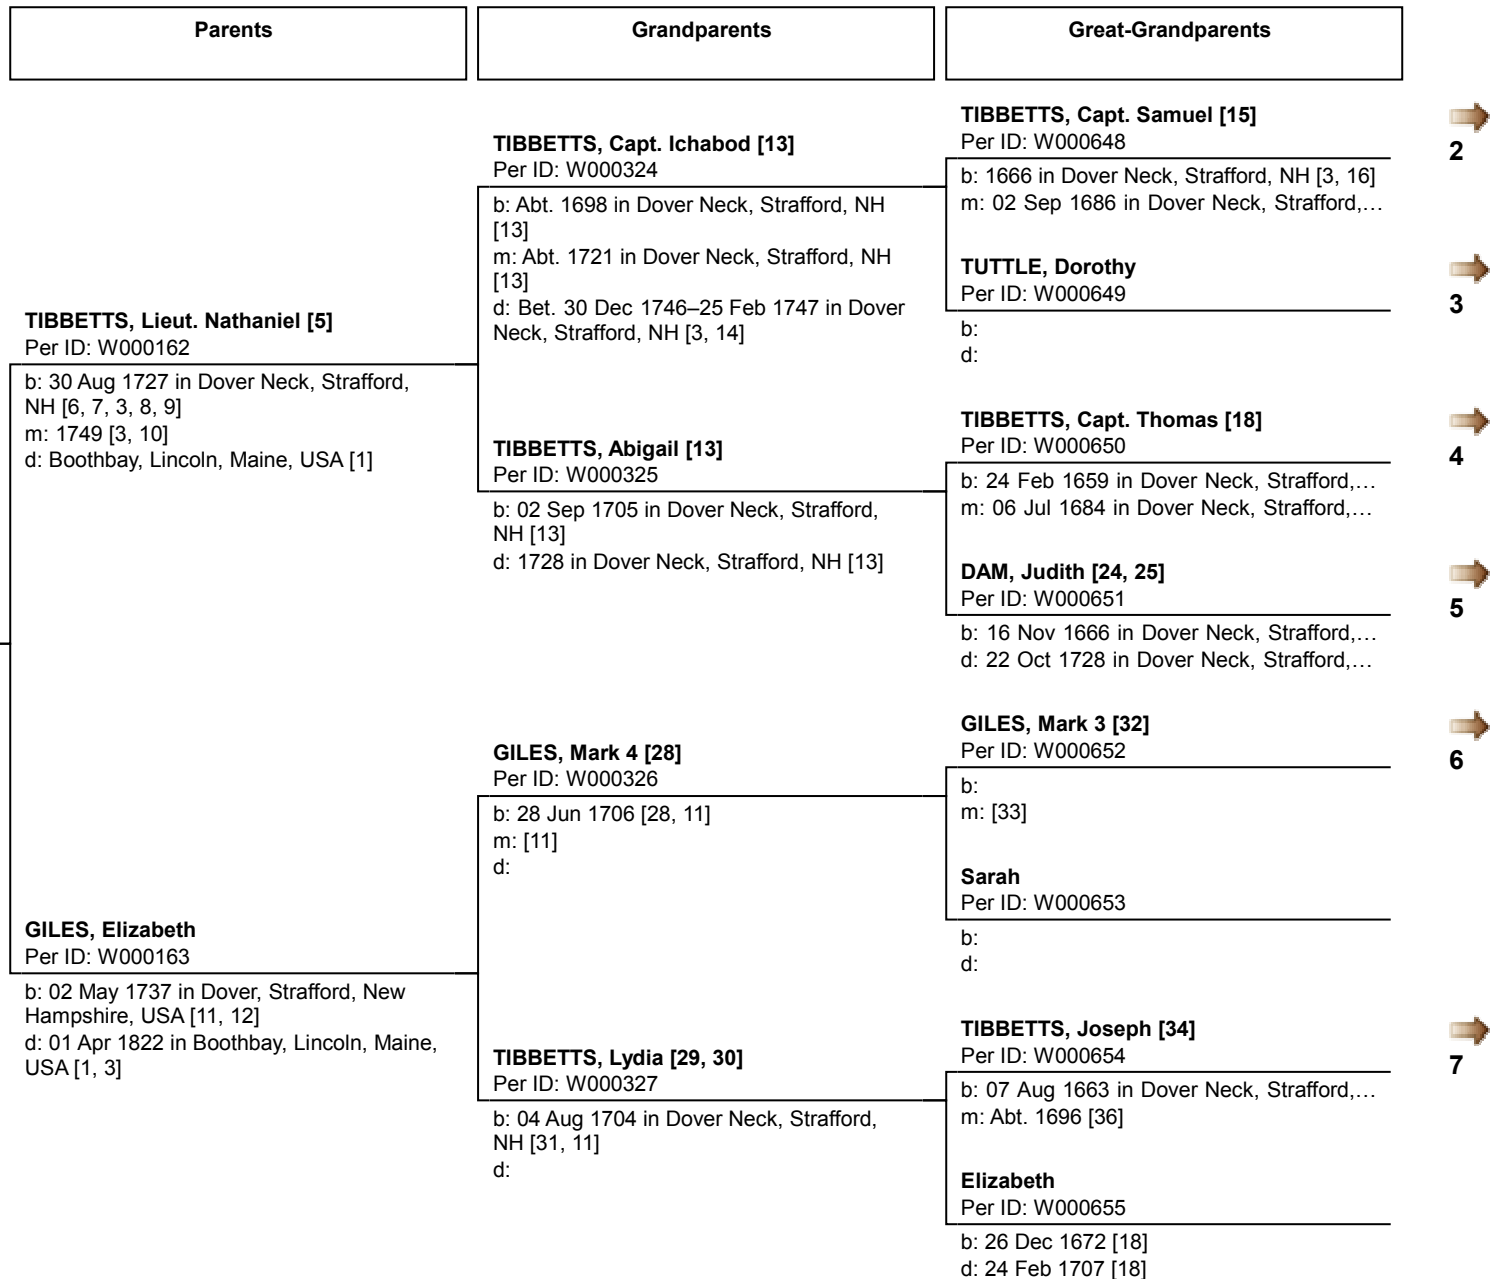 Parents
Grandparents
Great-Grandparents
TIBBETTS, Lieut. Nathaniel [5]
Per ID: W000162
b: 30 Aug 1727 in Dover Neck, Strafford,
NH [6, 7, 3, 8, 9]
m: 1749 [3, 10]
d: Boothbay, Lincoln, Maine, USA [1]
GILES, Elizabeth
Per ID: W000163
b: 02 May 1737 in Dover, Strafford, New
Hampshire, USA [11, 12]
d: 01 Apr 1822 in Boothbay, Lincoln, Maine,
USA [1, 3]
TIBBETTS, Capt. Ichabod [13]
Per ID: W000324
b: Abt. 1698 in Dover Neck, Strafford, NH
[13]
m: Abt. 1721 in Dover Neck, Strafford, NH
[13]
d: Bet. 30 Dec 1746–25 Feb 1747 in Dover
Neck, Strafford, NH [3, 14]
TIBBETTS, Abigail [13]
Per ID: W000325
b: 02 Sep 1705 in Dover Neck, Strafford,
NH [13]
d: 1728 in Dover Neck, Strafford, NH [13]
GILES, Mark 4 [28]
Per ID: W000326
b: 28 Jun 1706 [28, 11]
m: [11]
d:
TIBBETTS, Lydia [29, 30]
Per ID: W000327
b: 04 Aug 1704 in Dover Neck, Strafford,
NH [31, 11]
d:
TIBBETTS, Capt. Samuel [15]
Per ID: W000648
b: 1666 in Dover Neck, Strafford, NH [3, 16]
m: 02 Sep 1686 in Dover Neck, Strafford,…
2
TUTTLE, Dorothy
Per ID: W000649
b:
d:
3
TIBBETTS, Capt. Thomas [18]
Per ID: W000650
b: 24 Feb 1659 in Dover Neck, Strafford,…
m: 06 Jul 1684 in Dover Neck, Strafford,…
4
DAM, Judith [24, 25]
Per ID: W000651
b: 16 Nov 1666 in Dover Neck, Strafford,…
d: 22 Oct 1728 in Dover Neck, Strafford,…
5
GILES, Mark 3 [32]
Per ID: W000652
b:
m: [33]
6
Sarah
Per ID: W000653
b:
d:
TIBBETTS, Joseph [34]
Per ID: W000654
b: 07 Aug 1663 in Dover Neck, Strafford,…
m: Abt. 1696 [36]
7
Elizabeth
Per ID: W000655
b: 26 Dec 1672 [18]
d: 24 Feb 1707 [18]